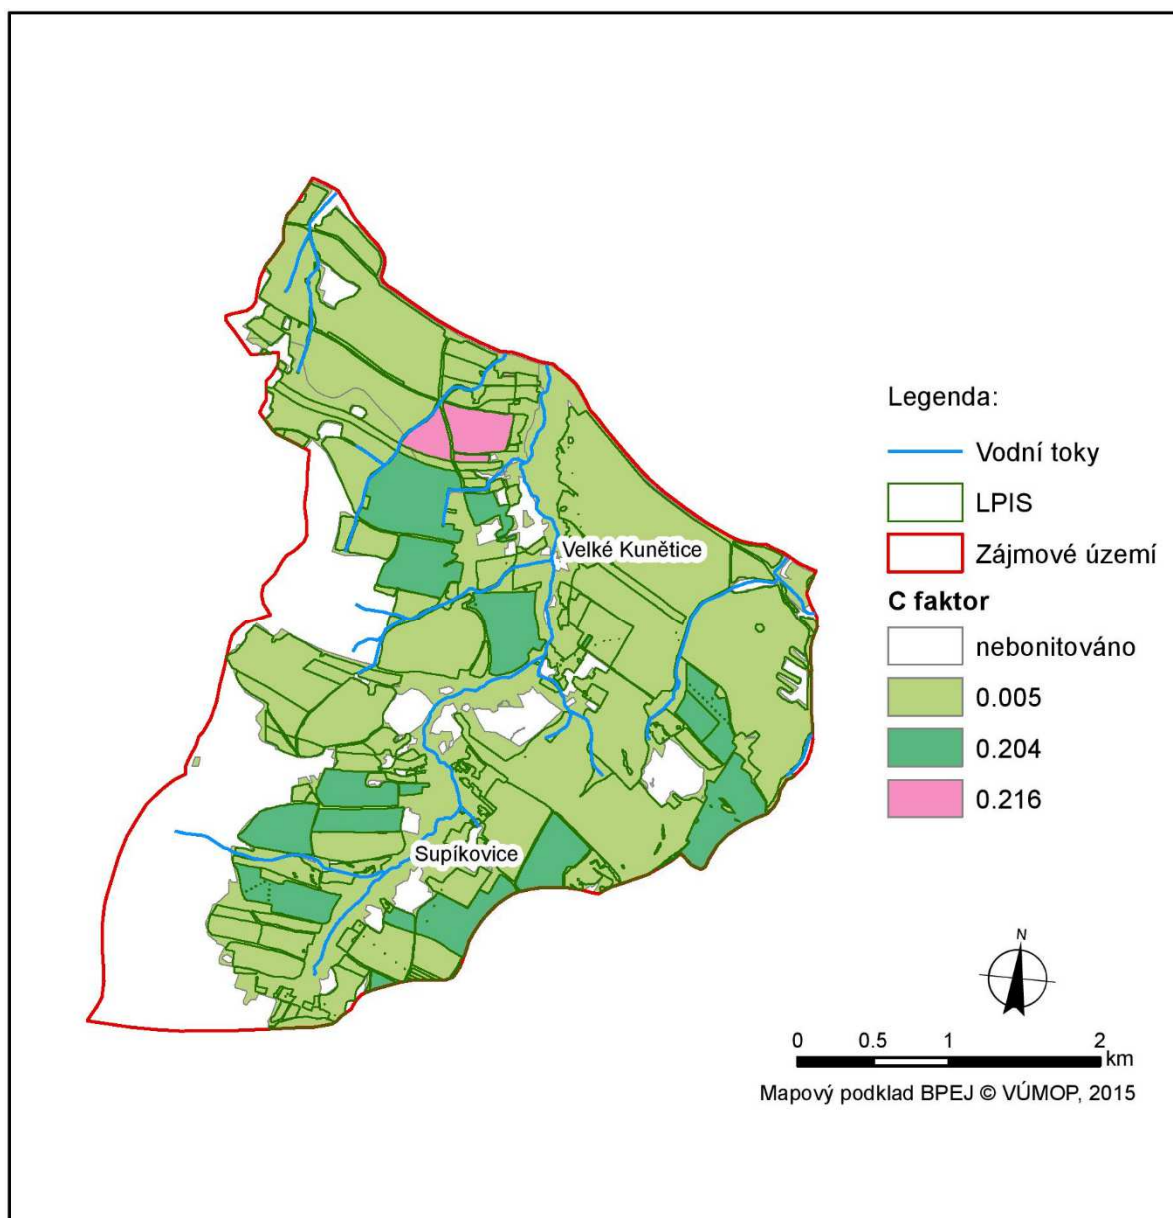 Velké Kunětice
Supíkovice
Legenda:
Vodní toky
LPIS
Zájmové území
C faktor
nebonitováno
0.005
0.204
0.216
N
0 0.5 1 2
km
Mapový podklad BPEJ © VÚMOP, 2015